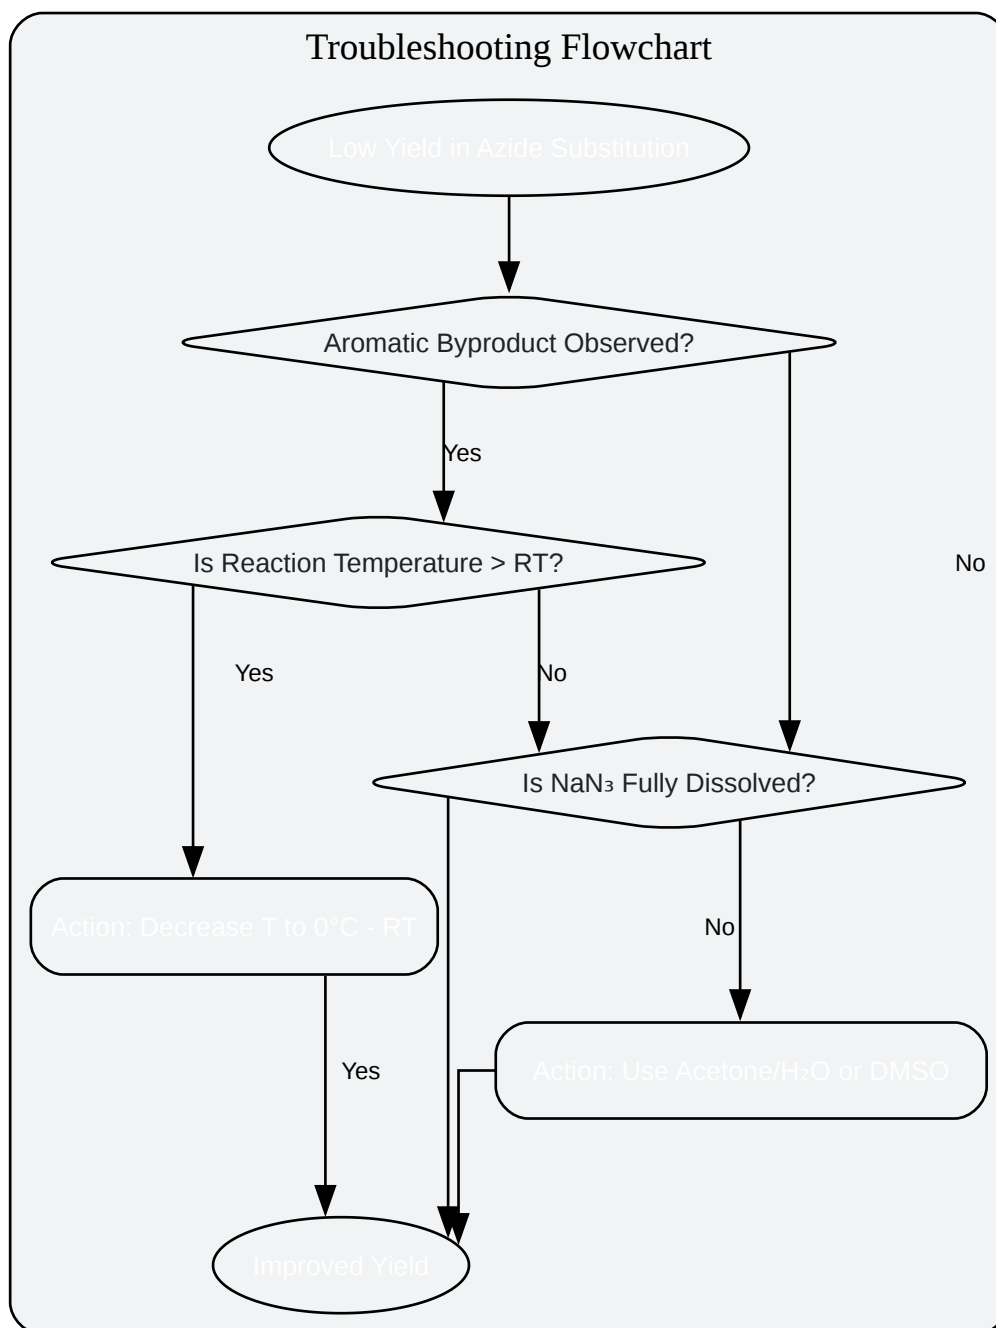 Troubleshooting Flowchart
Low Yield in Azide Substitution
Aromatic Byproduct Observed?
Yes
Is Reaction Temperature > RT?
No
Yes
No
Is NaN₃ Fully Dissolved?
Action: Decrease T to 0°C - RT
No
Yes
Action: Use Acetone/H₂O or DMSO
Improved Yield